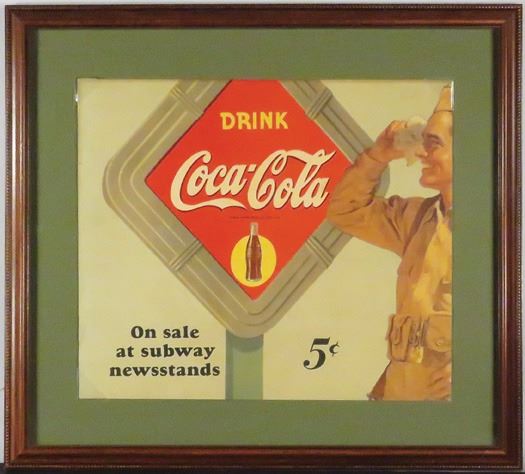 DRINK
Coca-Cola
On sale
at subway
newsstands
5¢